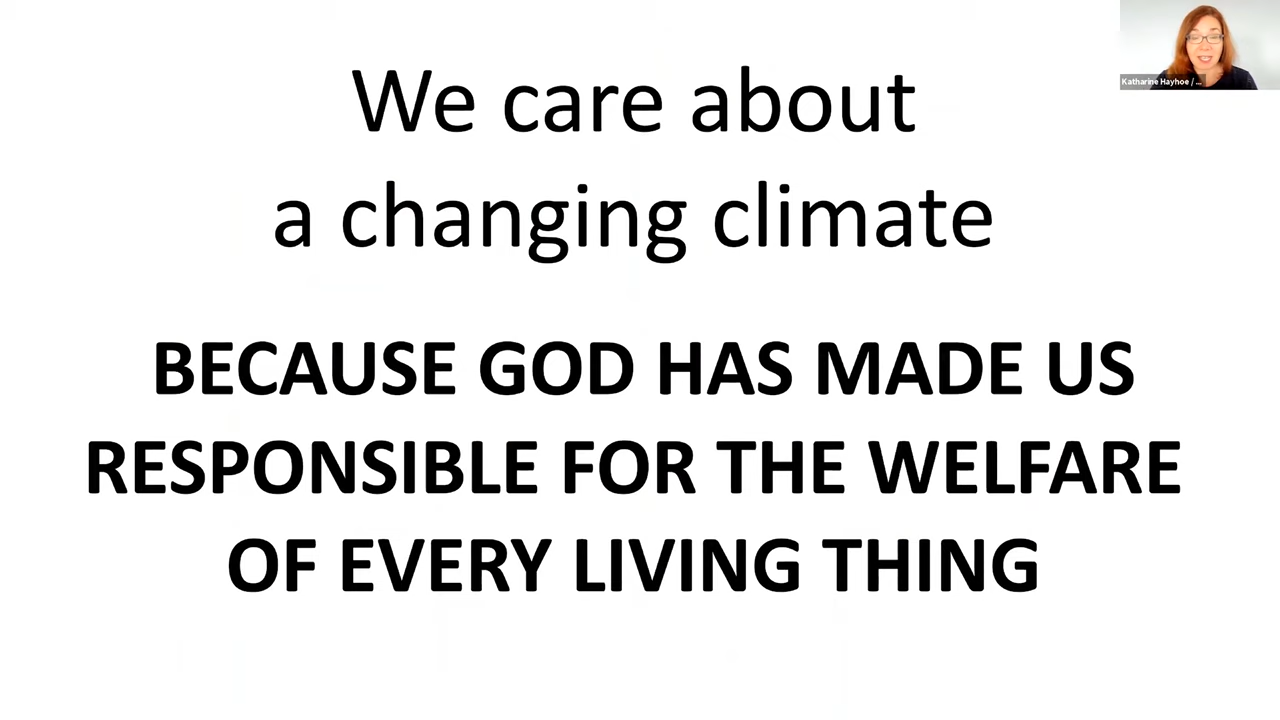 Katharine Hayhoe / ...
We care about
a changing climate
BECAUSE GOD HAS MADE US
RESPONSIBLE FOR THE WELFARE
OF EVERY LIVING THING